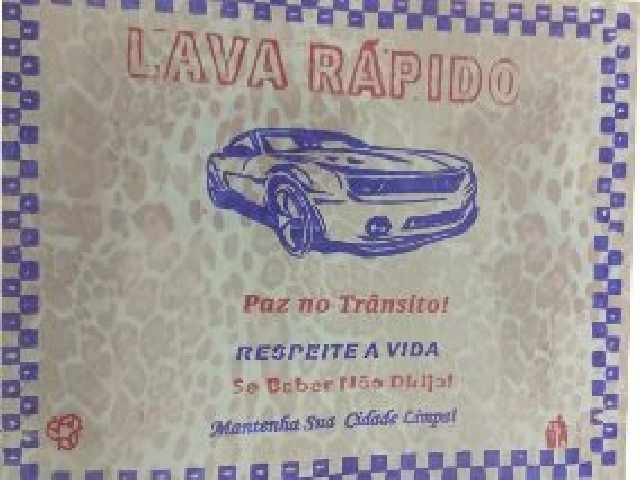 LAVA RÁPIDO
Paz no Trânsito!
RESPEITE A VIDA
Se Beber Não Dirija!
Mantenha Sua Cidade Limpa!